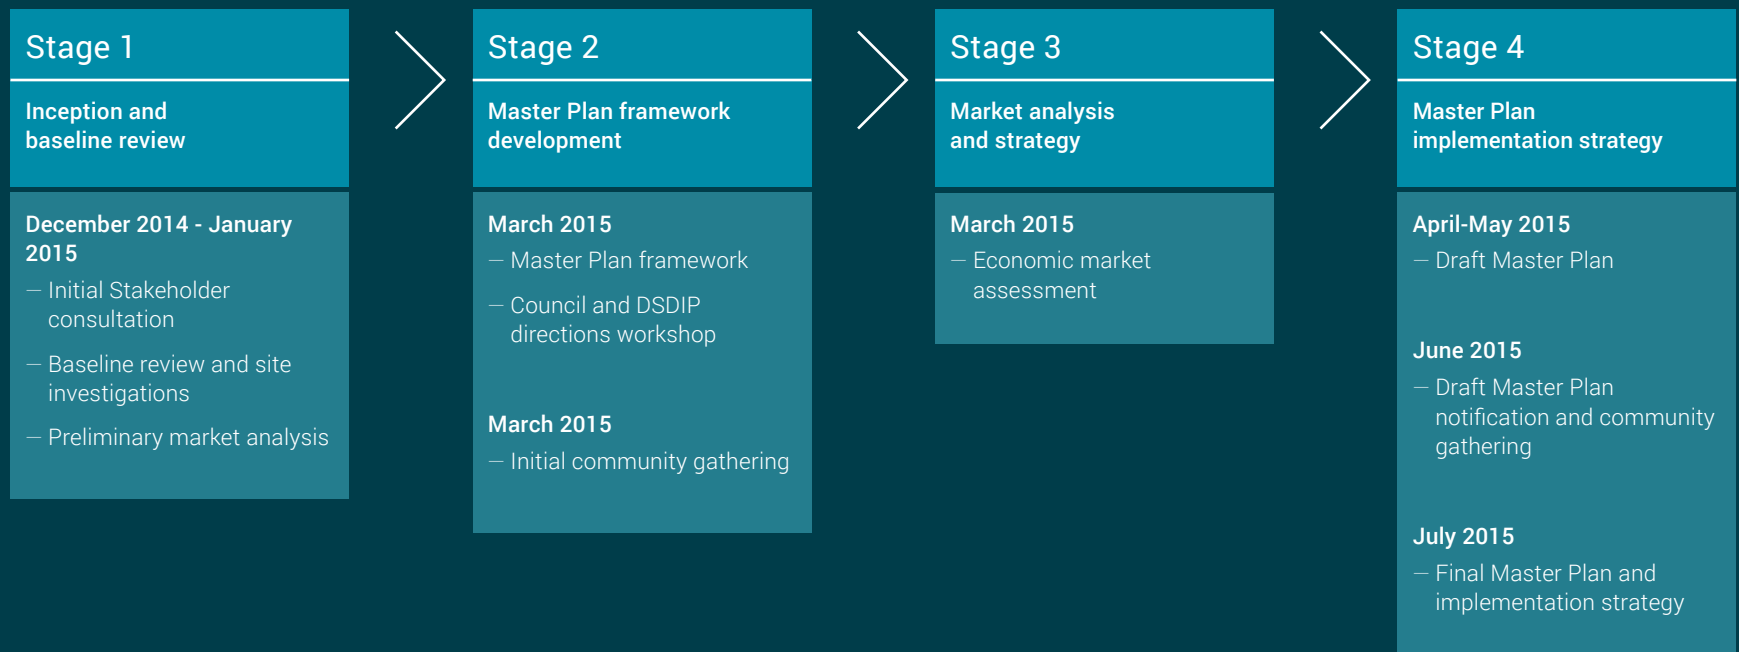 Stage 1
Inception and
baseline review
December 2014 - January
2015
— Initial Stakeholder
consultation
— Baseline review and site
investigations
— Preliminary market analysis
Stage 2
Master Plan framework
development
March 2015
— Master Plan framework
— Council and DSDIP
directions workshop
March 2015
— Initial community gathering
Stage 3
Market analysis
and strategy
March 2015
— Economic market
assessment
Stage 4
Master Plan
implementation strategy
April-May 2015
— Draft Master Plan
June 2015
— Draft Master Plan
notification and community
gathering
July 2015
— Final Master Plan and
implementation strategy